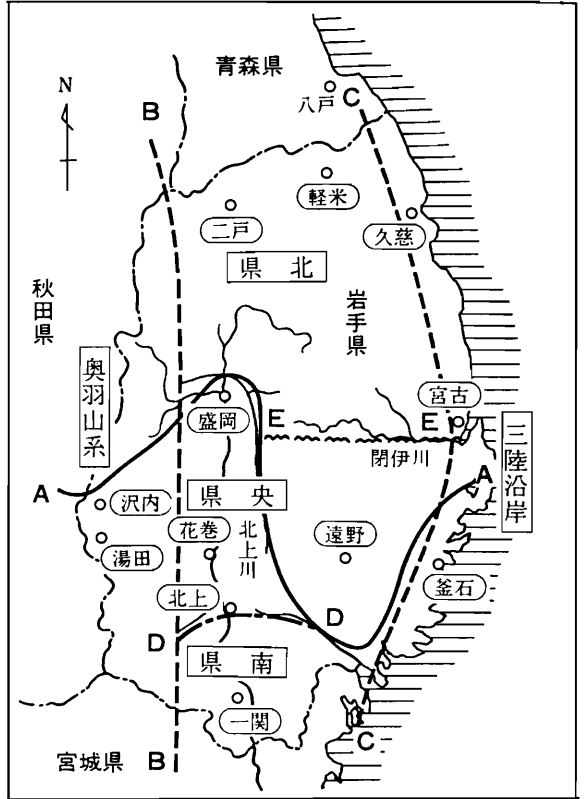 青森県
N
B
C
八戸
軽米
二戸
久慈
県北
秋田県
岩手県
奥羽山系
宮古
盛岡
E
E
閉伊川
三陸沿岸
A
A
沢内
県央
花巻
北上川
遠野
湯田
釜石
北上
D
D
県南
一関
C
宮城県
B